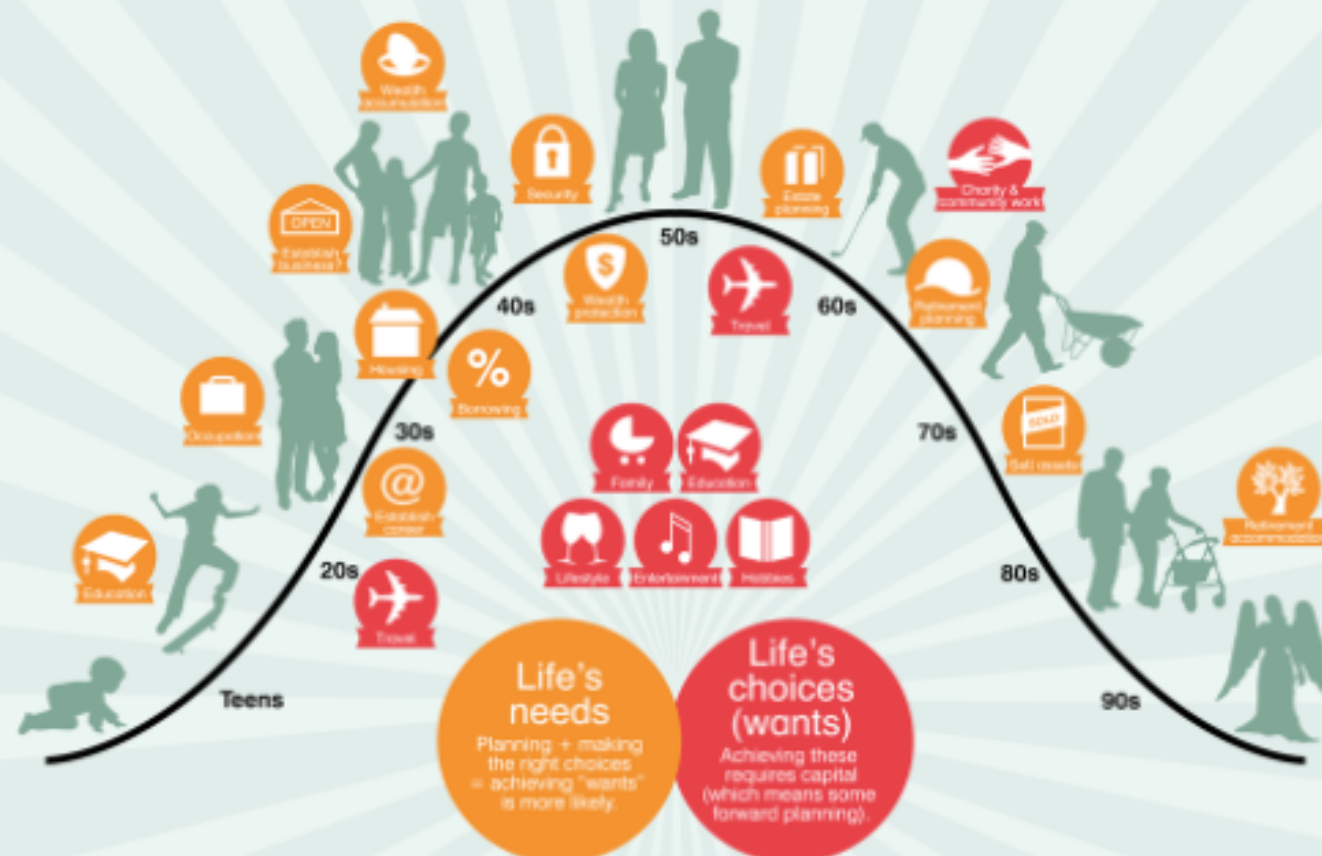 Wealth
accumulation
Security
Estate
planning
Charity &
community work
OPEN
Establish
business?
50s
Wealth
protection
Travel
Retirement
planning
40s
60s
Housing
%
Borrowing
Occupation
30s
70s
SOLD
Sell assets
@
Establish
career
Family
Education
Education
20s
Travel
Lifestyle
Entertainment
Hobbies
80s
Retirement
accommodation
Teens
90s
Life's
needs
Planning + making
the right choices
= achieving "wants"
is more likely.
Life's
choices
(wants)
Achieving these
requires capital
(which means some
forward planning).
$